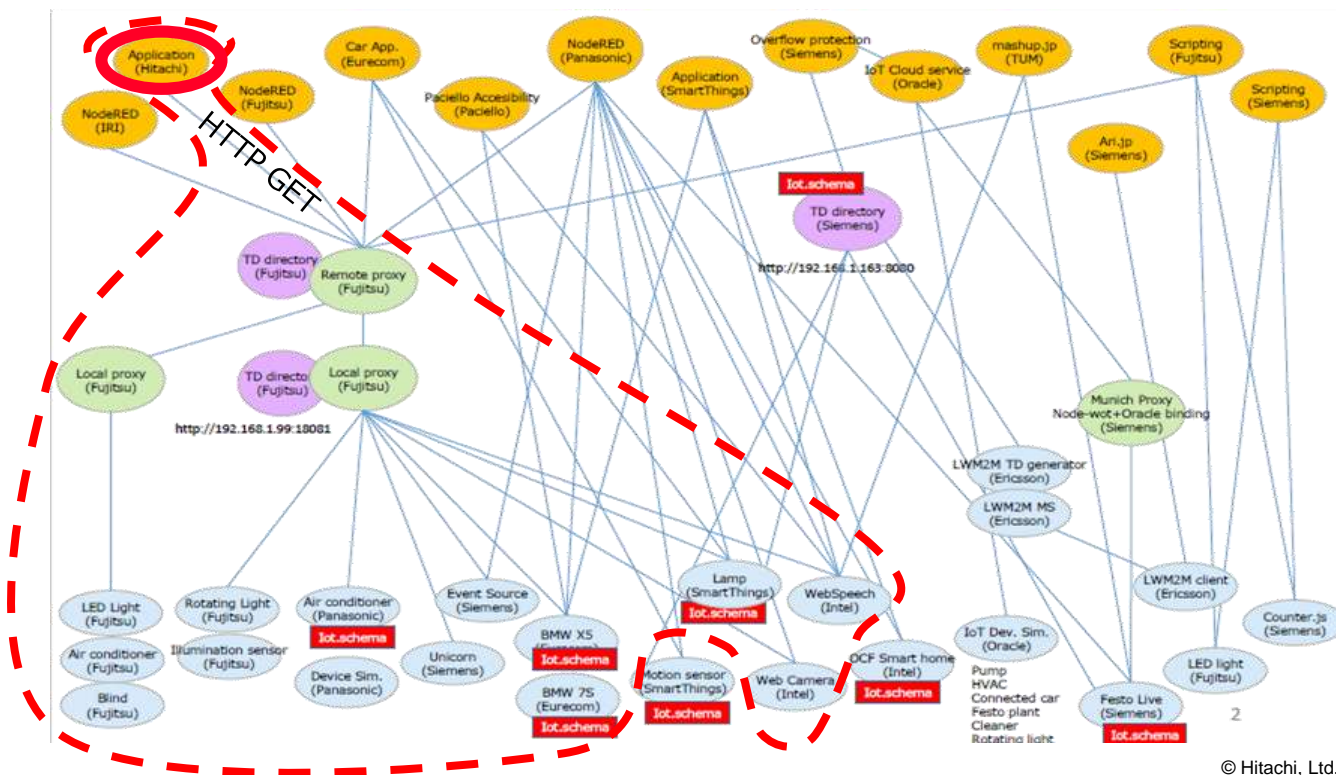 Application
(Hitachi)
Car App.
(Eurecom)
NodeRED
(Panasonic)
Overflow protection
(Siemens)
mashup.jp
(TUM)
Scripting
(Fujitsu)
NodeRED
(Fujitsu)
NodeRED
(IRI)
Paciello Accesibility
(Paciello)
Application
(SmartThings)
IoT Cloud service
(Oracle)
Scripting
(Siemens)
HTTP GET
Ari.jp
(Siemens)
Iot.schema
TD directory
(Siemens)
http://192.168.1.163:8080
TD directory
(Fujitsu)
Remote proxy
(Fujitsu)
Local proxy
(Fujitsu)
TD directo
(Fujitsu)
Local proxy
(Fujitsu)
http://192.168.1.99:18081
Munich Proxy
Node-wot+Oracle binding
(Siemens)
LWM2M TD generator
(Ericsson)
LWM2M MS
(Ericsson)
LED Light
(Fujitsu)
Rotating Light
(Fujitsu)
Air conditioner
(Panasonic)
Iot.schema
Event Source
(Siemens)
Lamp
(SmartThings)
Iot.schema
WebSpeech
(Intel)
LWM2M client
(Ericsson)
Counter.js
(Siemens)
Air conditioner
(Fujitsu)
Illumination sensor
(Fujitsu)
Device Sim.
(Panasonic)
Unicorn
(Siemens)
BMW X5
Iot.schema
Motion sensor
(SmartThings)
Iot.schema
Web Camera
(Intel)
OCF Smart home
(Intel)
Iot.schema
IoT Dev. Sim.
(Oracle)
Pump
HVAC
Connected car
Festo plant
Cleaner
Rotating light
LED light
(Fujitsu)
Blind
(Fujitsu)
BMW 7S
(Eurecom)
Iot.schema
Festo Live
(Siemens)
Iot.schema
2
© Hitachi, Ltd.